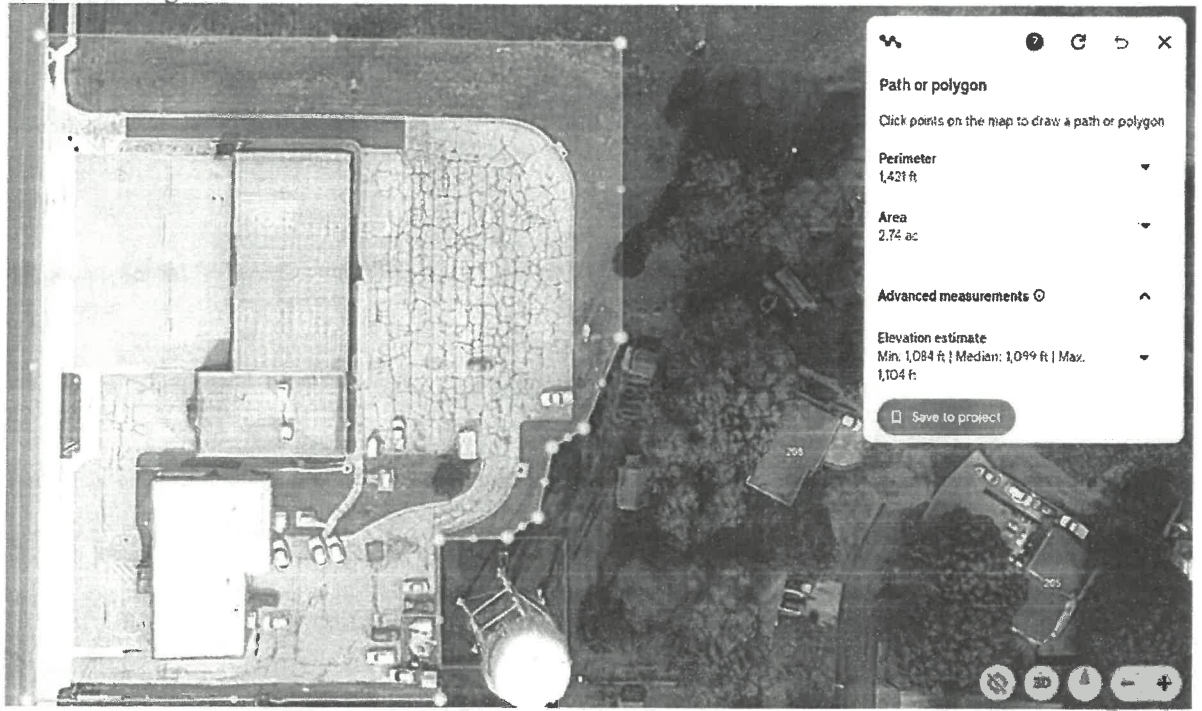 Path or polygon
Click points on the map to draw a path or polygon
Perimeter
1,421 ft
Area
2.74 ac
Advanced measurements
Elevation estimate
Min. 1,084 ft | Median: 1,099 ft | Max.
1,104 ft
Save to project
208
205
3D